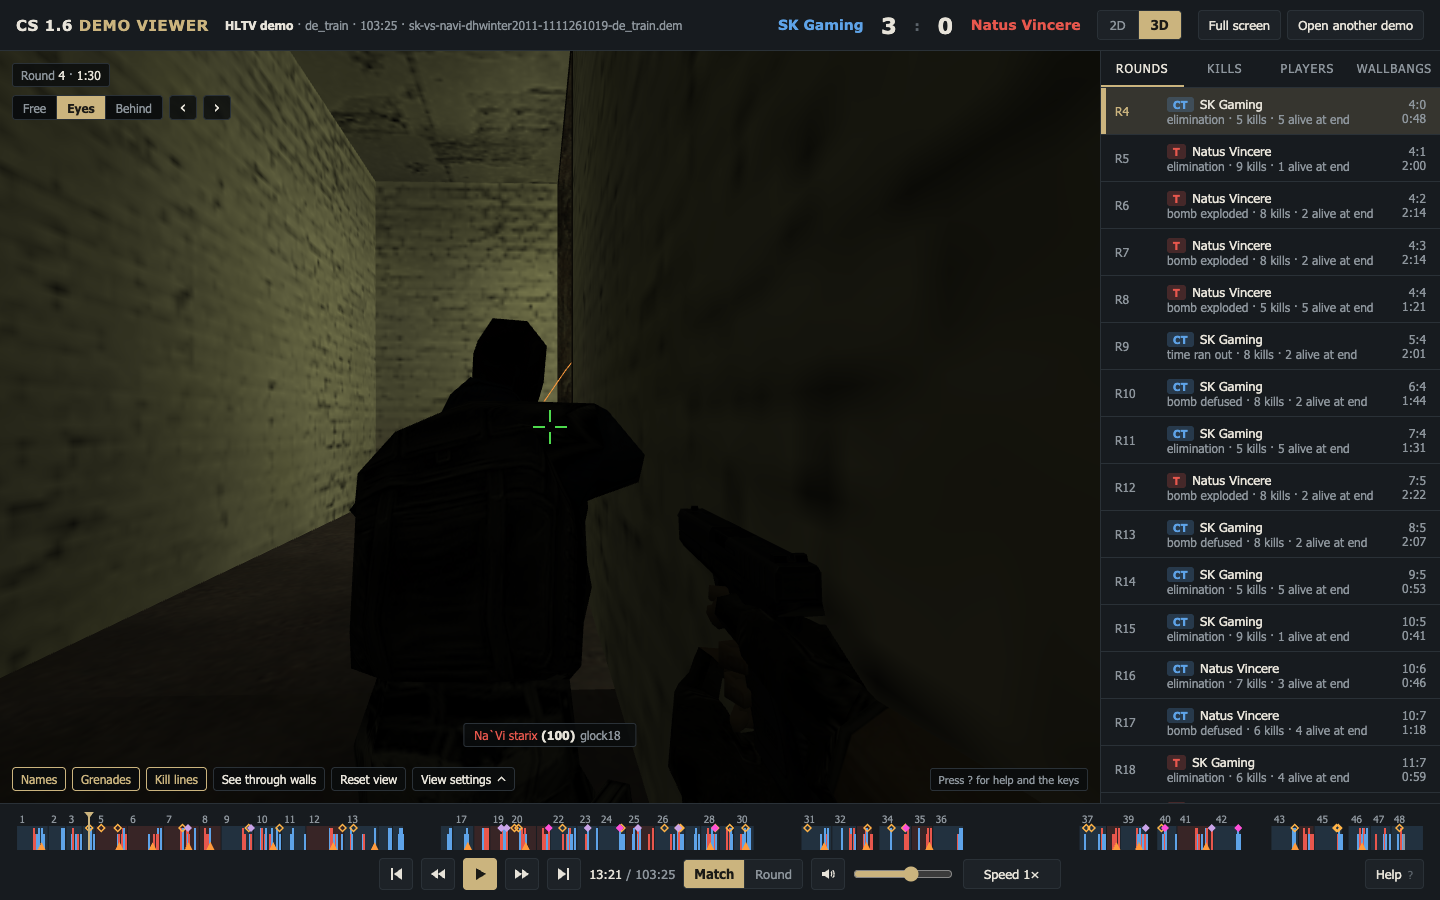 CS 1.6 DEMO VIEWER
HLTV demo · de_train · 103:25 · sk-vs-navi-dhwinter2011-1111261019-de_train.dem
SK Gaming 3 : 0 Natus Vincere
2D 3D
Full screen
Open another demo
Round 4 · 1:30
Free Eyes Behind < >
ROUNDS KILLS PLAYERS WALLBANGS
R4 CT SK Gaming 4:0
elimination · 5 kills · 5 alive at end 0:48
R5 T Natus Vincere 4:1
elimination · 9 kills · 1 alive at end 2:00
R6 T Natus Vincere 4:2
bomb exploded · 8 kills · 2 alive at end 2:14
R7 T Natus Vincere 4:3
bomb exploded · 8 kills · 2 alive at end 2:14
R8 T Natus Vincere 4:4
bomb exploded · 5 kills · 5 alive at end 1:21
R9 CT SK Gaming 5:4
time ran out · 8 kills · 2 alive at end 2:01
R10 CT SK Gaming 6:4
bomb defused · 8 kills · 2 alive at end 1:44
R11 CT SK Gaming 7:4
elimination · 5 kills · 5 alive at end 1:31
R12 T Natus Vincere 7:5
bomb exploded · 8 kills · 2 alive at end 2:22
R13 CT SK Gaming 8:5
bomb defused · 8 kills · 2 alive at end 2:07
R14 CT SK Gaming 9:5
elimination · 5 kills · 5 alive at end 0:53
R15 CT SK Gaming 10:5
elimination · 9 kills · 1 alive at end 0:41
R16 CT Natus Vincere 10:6
elimination · 7 kills · 3 alive at end 0:46
R17 CT Natus Vincere 10:7
bomb defused · 6 kills · 4 alive at end 1:18
R18 T SK Gaming 11:7
elimination · 6 kills · 4 alive at end 0:59
Na`Vi starix (100) glock18
Names Grenades Kill lines See through walls Reset view View settings
Press ? for help and the keys
1 2 3 5 6 7 8 9 10 11 12 13 17 19 20 22 23 24 26 28 30 31 32 34 35 36 37 39 40 41 42 43 45 46 47 48
13:21 / 103:25 Match Round Speed 1×
Help ?